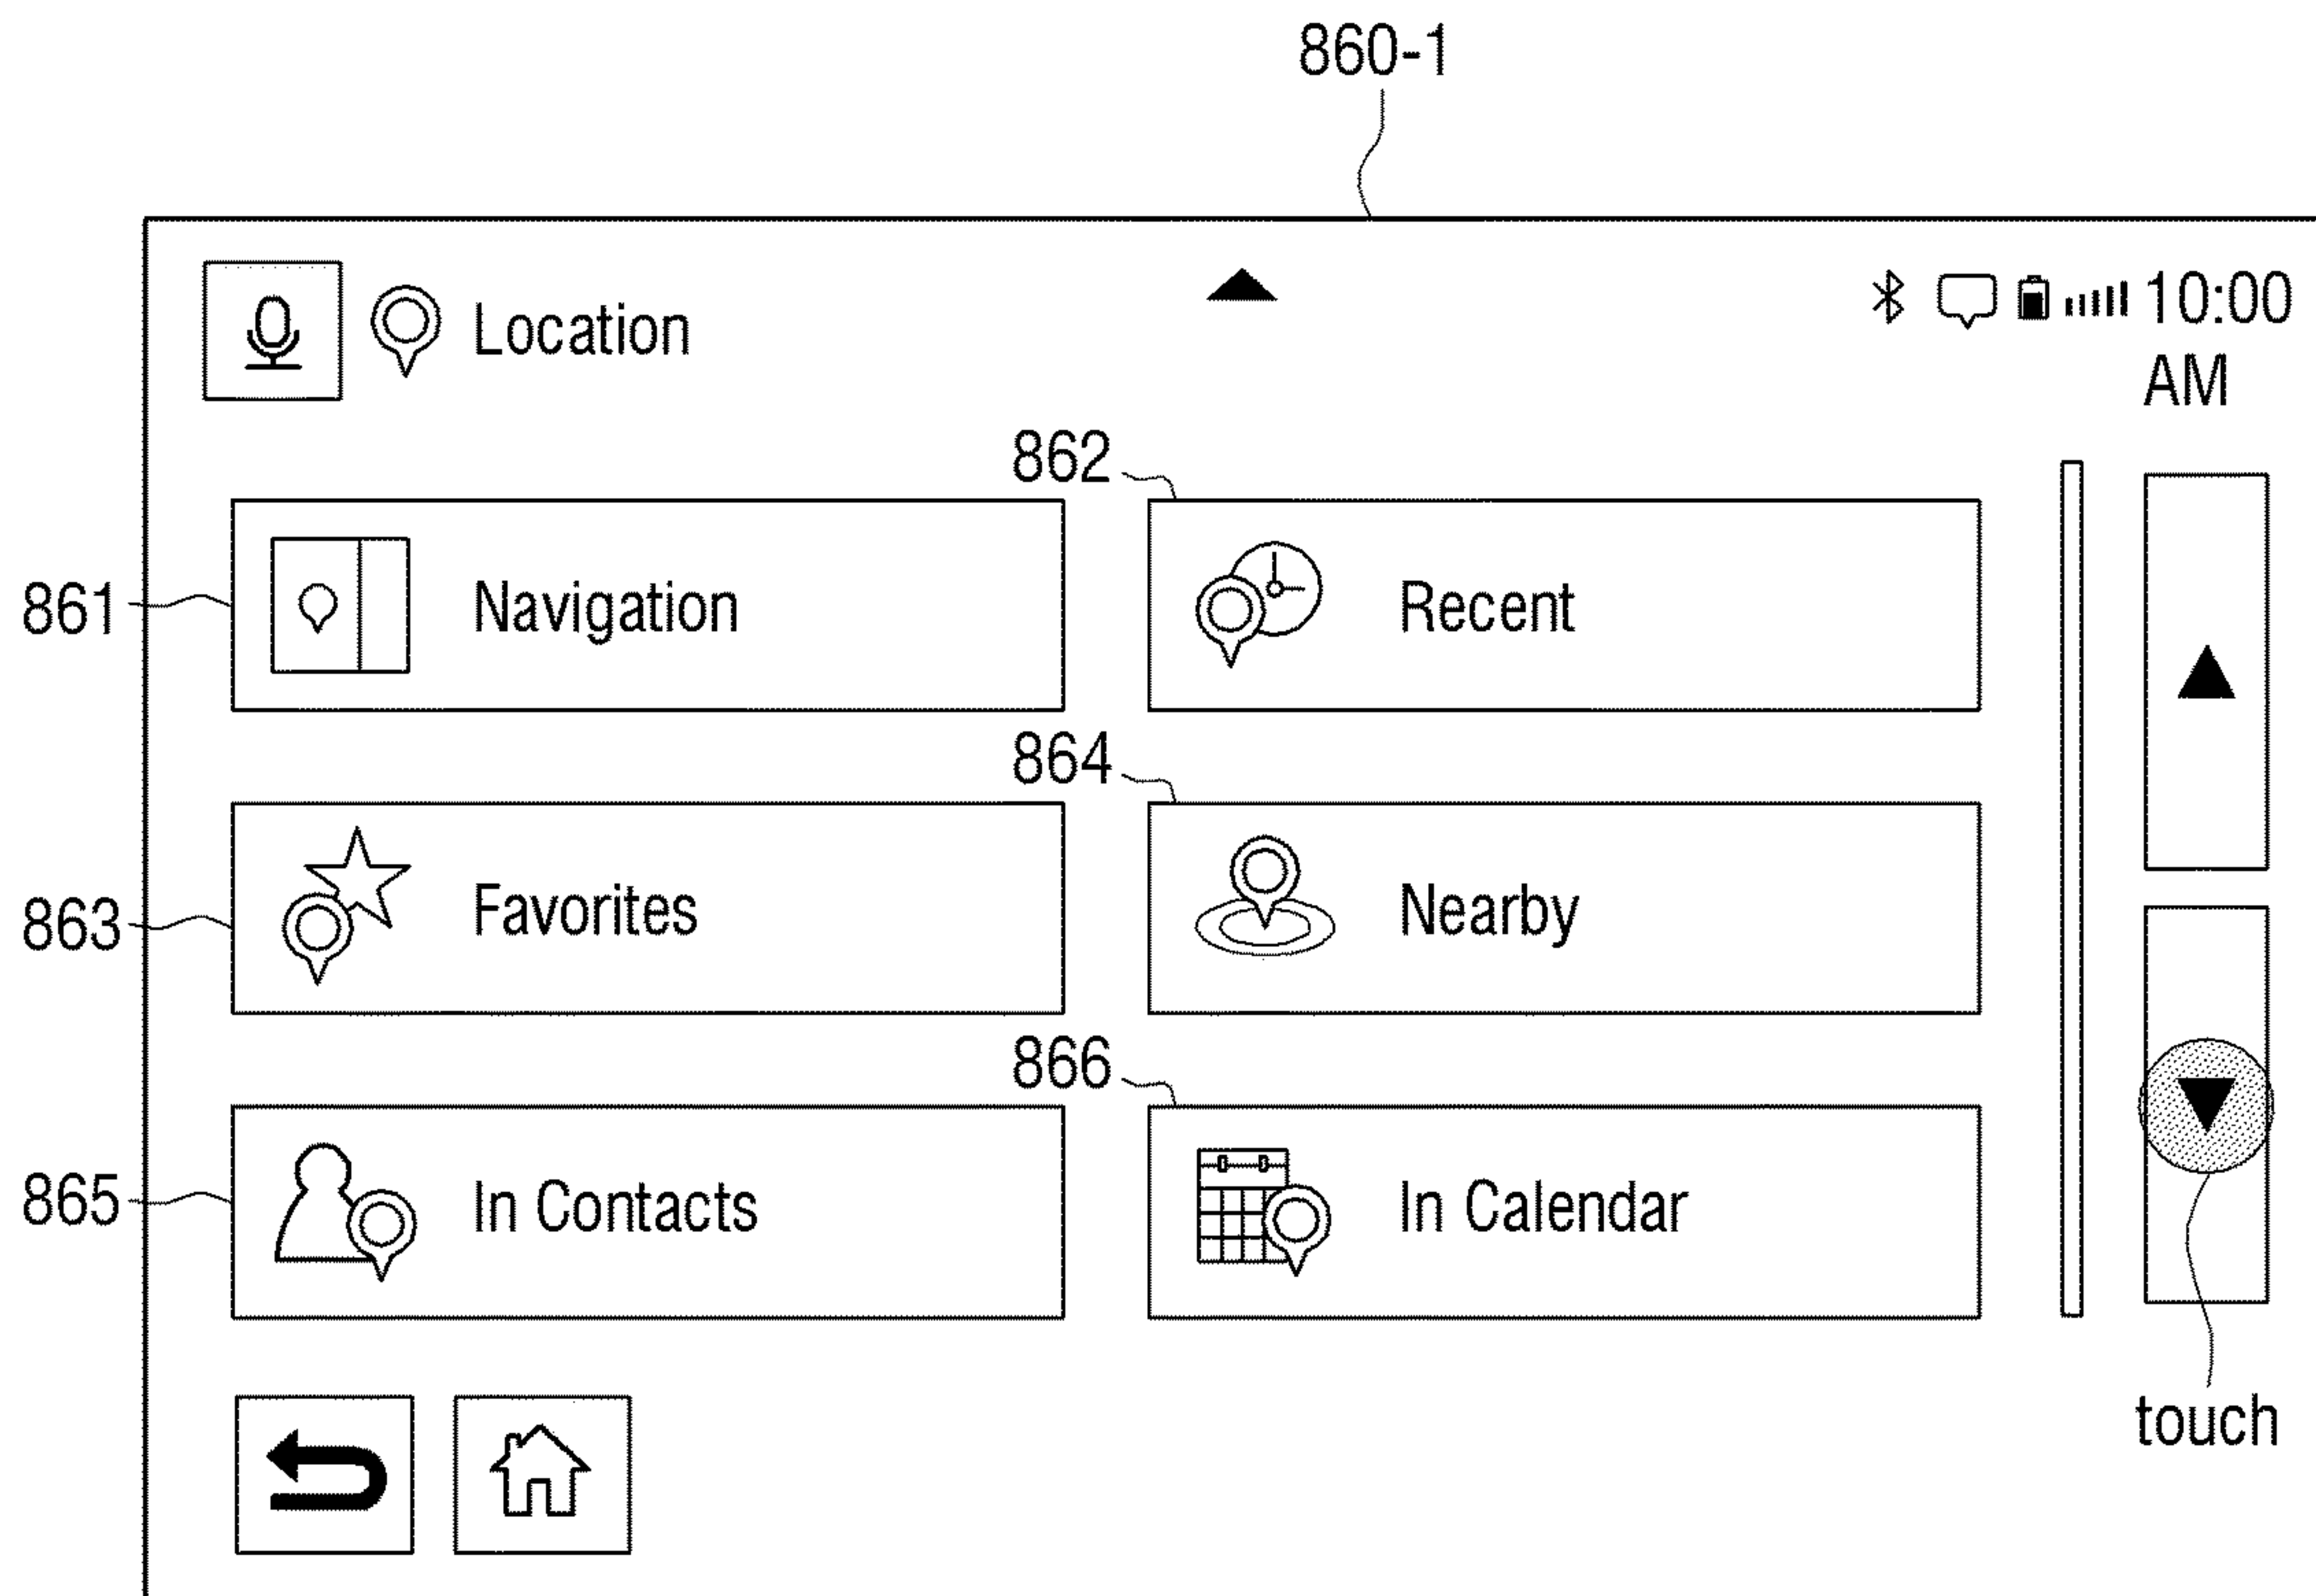 860-1
Location
10:00
AM
862
861
Navigation
Recent
864
863
Favorites
Nearby
866
865
In Contacts
In Calendar
touch